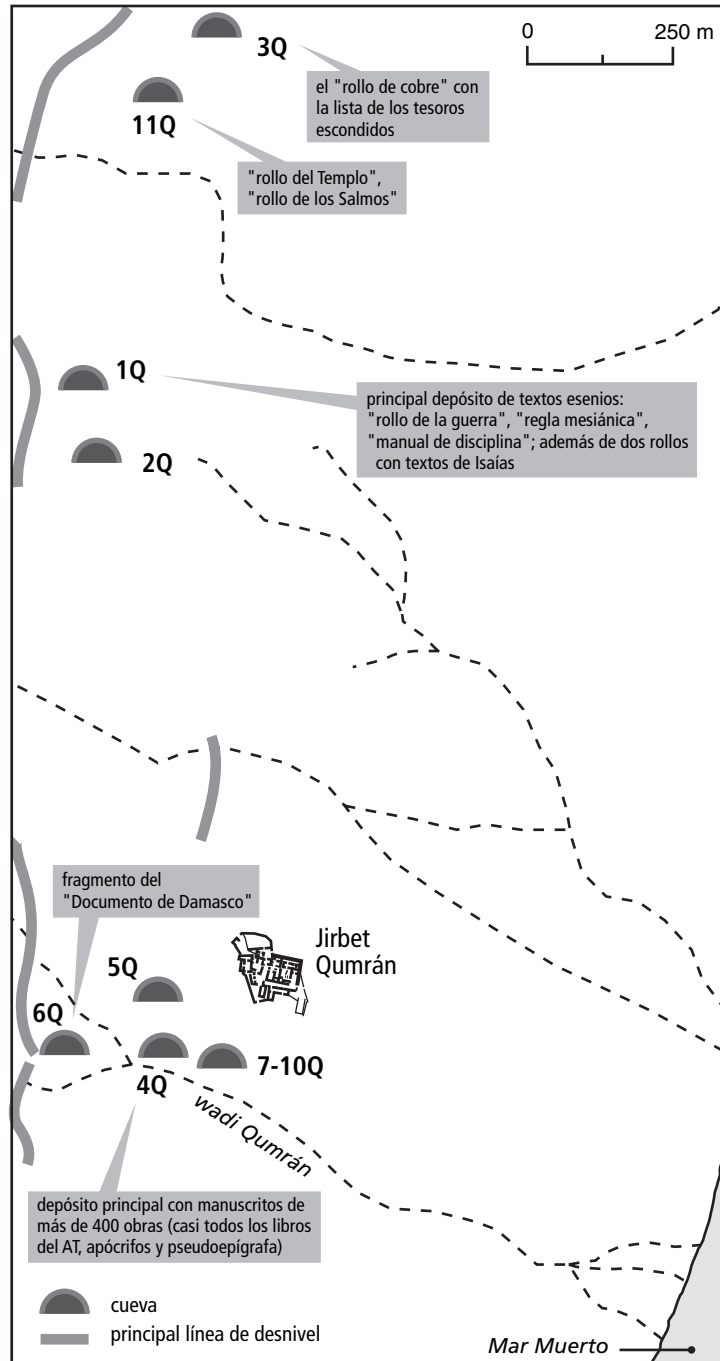 0 250 m
3Q
el "rollo de cobre" con
la lista de los tesoros
escondidos
11Q
"rollo del Templo",
"rollo de los Salmos"
1Q
principal depósito de textos esenios:
"rollo de la guerra", "regla mesiánica",
"manual de disciplina"; además de dos rollos
con textos de Isaías
2Q
fragmento del
"Documento de Damasco"
Jirbet
Qumrán
5Q
6Q
7-10Q
4Q
wadi Qumrán
depósito principal con manuscritos de
más de 400 obras (casi todos los libros
del AT, apócrifos y pseudoepígrafa)
cueva
principal línea de desnivel
Mar Muerto